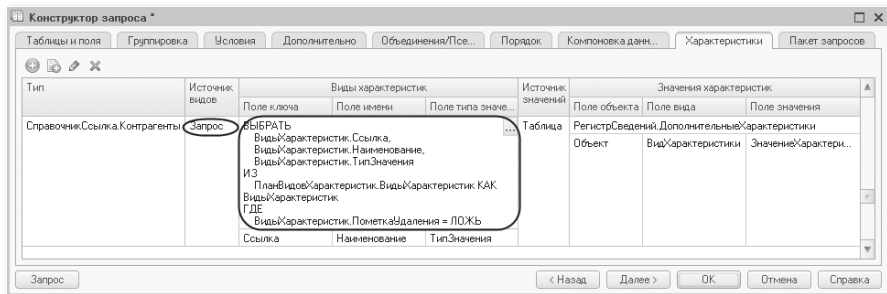 Конструктор запроса *
Таблицы и поля Группировка Условия Дополнительно Объединения/Псе... Порядок Компоновка данн... Характеристики Пакет запросов
Тип Источник видов Виды характеристик Источник значений Значения характеристик
Поле ключа Поле имени Поле типа значе... Поле объекта Поле вида Поле значения
СправочникСсылка.Контрагенты Запрос ВЫБРАТЬ ... Таблица РегистрСведений.ДополнительныеХарактеристики
ВидыХарактеристик.Ссылка, Объект ВидХарактеристики ЗначениеХарактери...
ВидыХарактеристик.Наименование,
ВидыХарактеристик.ТипЗначения
ИЗ
ПланВидовХарактеристик.ВидыХарактеристик КАК
ВидыХарактеристик
ГДЕ
ВидыХарактеристик.ПометкаУдаления = ЛОЖЬ
Ссылка Наименование ТипЗначения
Запрос < Назад Далее > OK Отмена Справка